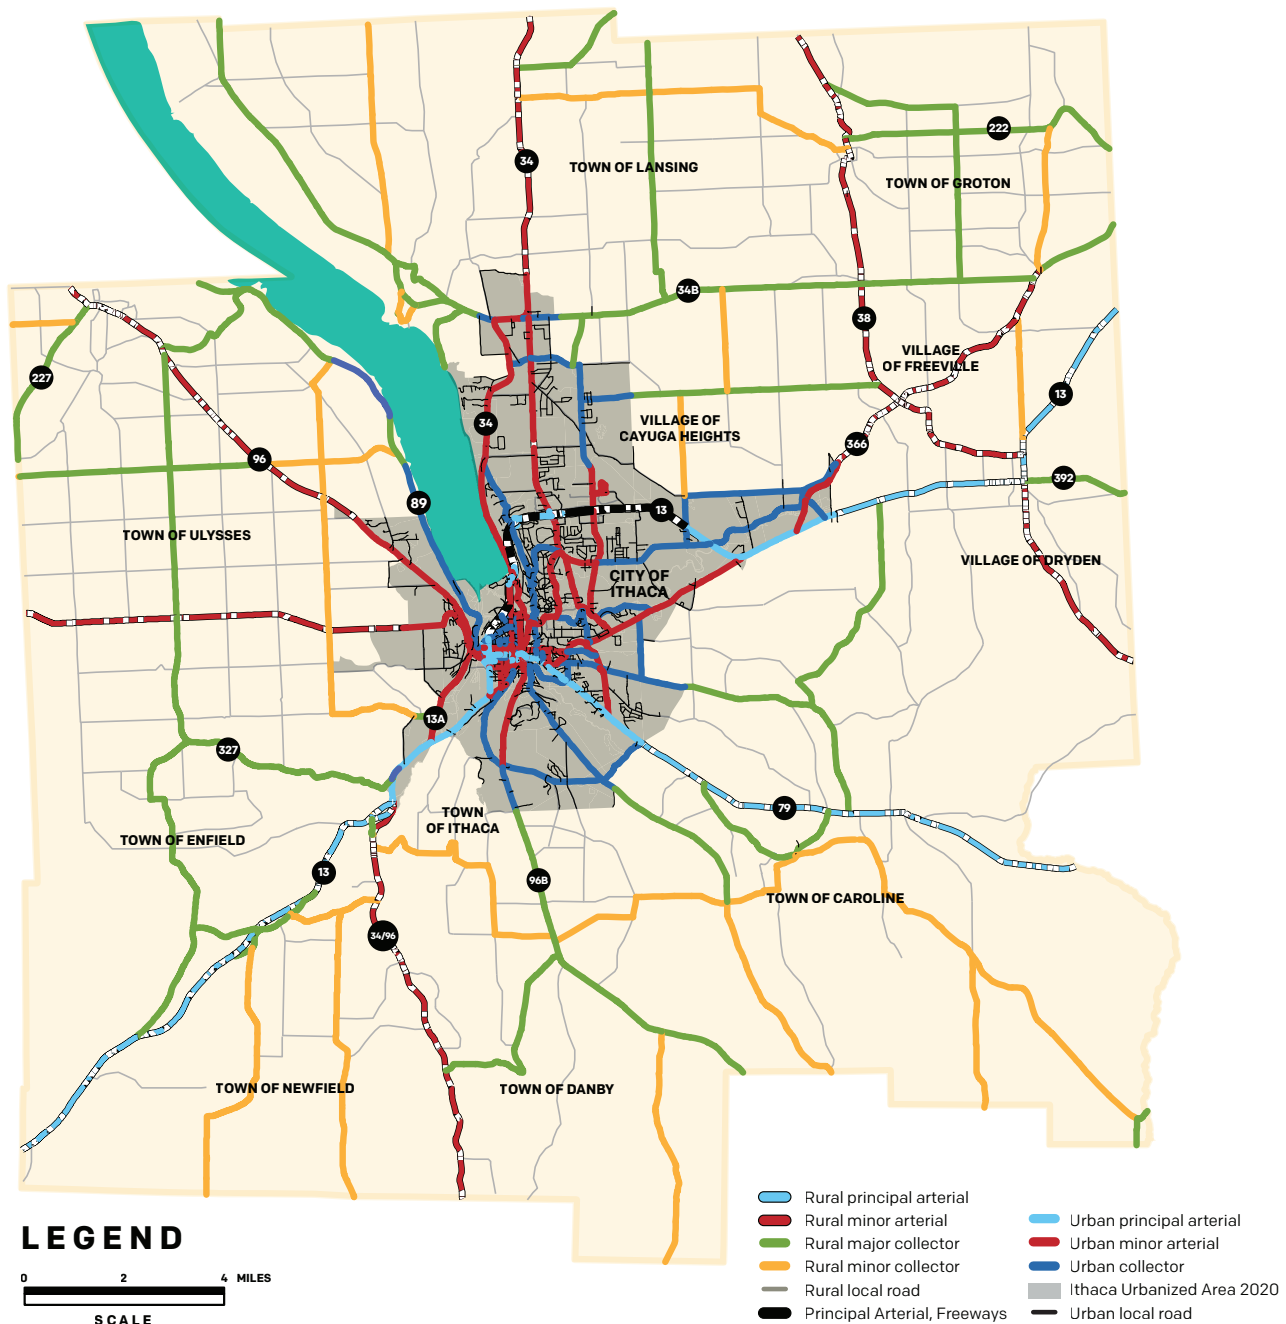 222
34
TOWN OF LANSING
TOWN OF GROTON
34B
38
VILLAGE
OF FREEVILLE
227
13
34
VILLAGE OF
CAYUGA HEIGHTS
366
96
392
89
13
TOWN OF ULYSSES
VILLAGE OF DRYDEN
CITY OF
ITHACA
13A
327
79
TOWN
OF ITHACA
TOWN OF ENFIELD
13
96B
TOWN OF CAROLINE
34/96
TOWN OF NEWFIELD
TOWN OF DANBY
LEGEND
0 2 4 MILES
SCALE
Rural principal arterial
Rural minor arterial
Rural major collector
Rural minor collector
Rural local road
Principal Arterial, Freeways
Urban principal arterial
Urban minor arterial
Urban collector
Ithaca Urbanized Area 2020
Urban local road